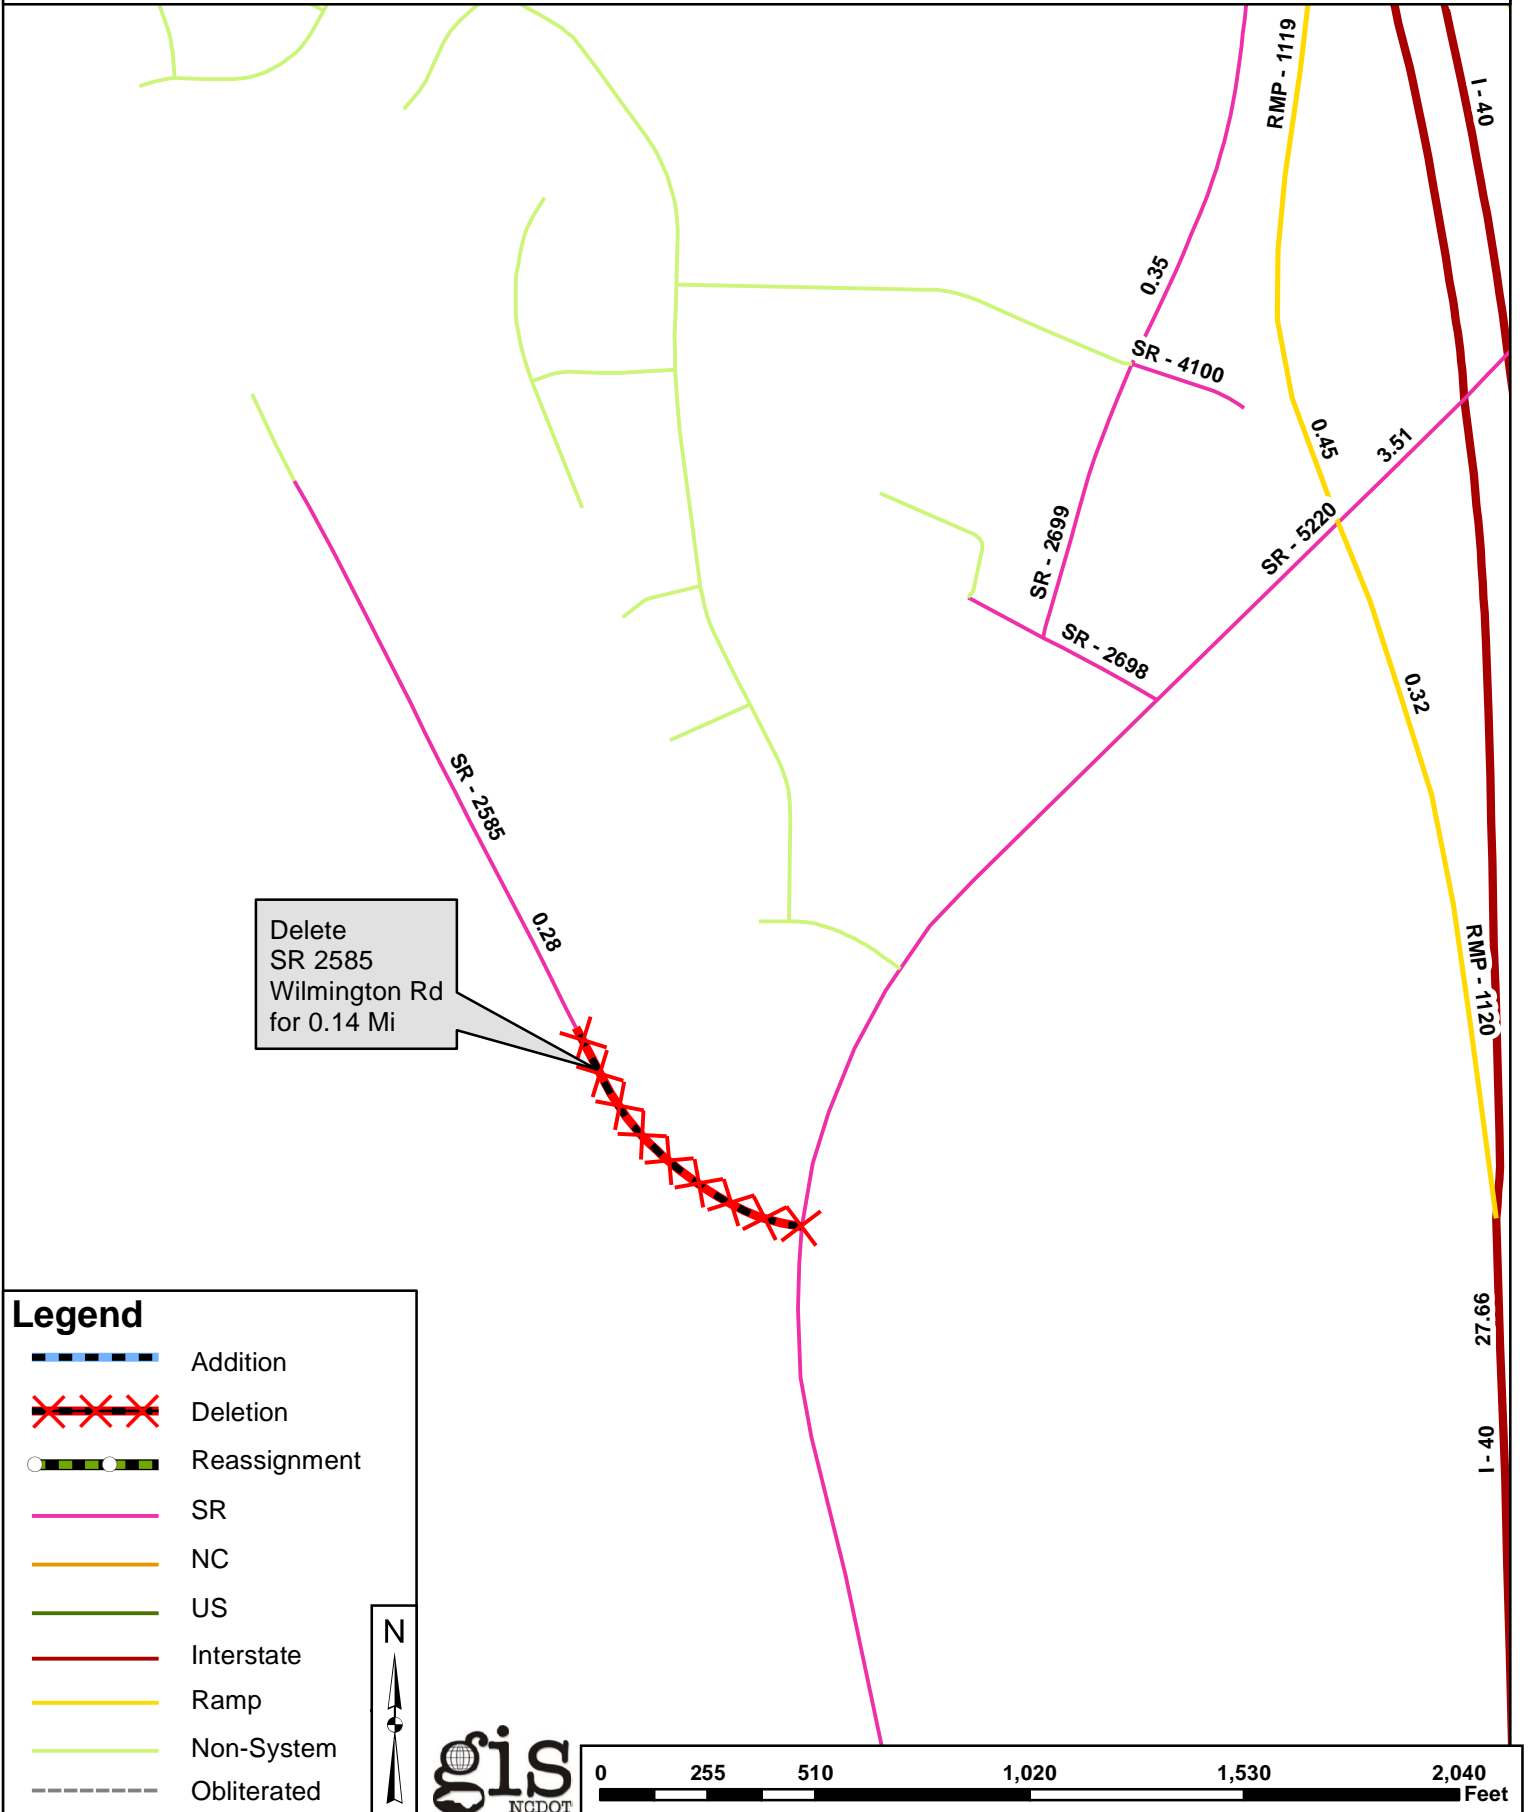 RMP - 1119
I - 40
0.35
SR - 4100
0.45
3.51
SR - 2699
SR - 5220
SR - 2698
0.32
SR - 2585
0.28
Delete
SR 2585
Wilmington Rd
for 0.14 Mi
RMP - 1120
27.66
I - 40
Legend
Addition
Deletion
Reassignment
SR
NC
US
Interstate
Ramp
Non-System
Obliterated
N
gis
NCDOT
0 255 510 1,020 1,530 2,040
Feet